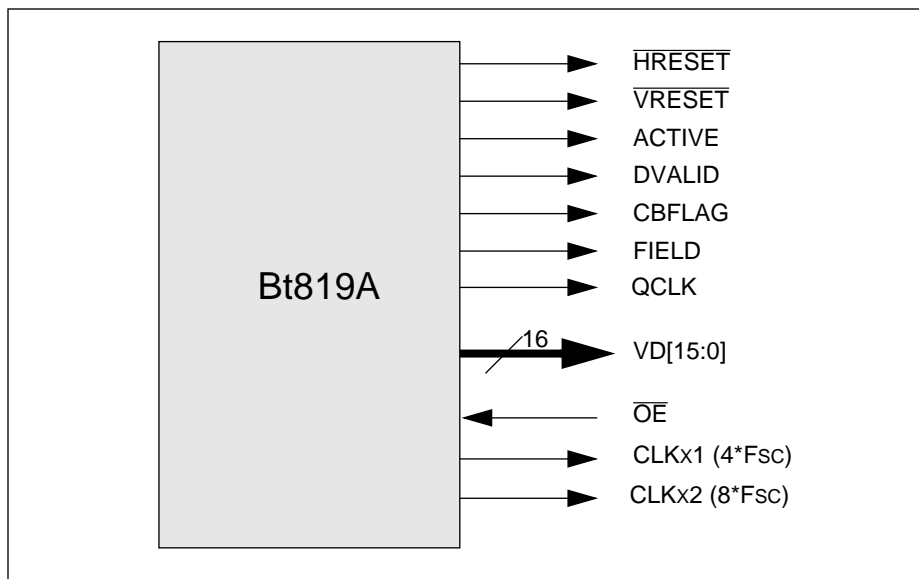 HRESET
VRESET
ACTIVE
DVALID
CBFLAG
FIELD
QCLK
Bt819A
16
VD[15:0]
OE
CLKx1 (4*FSC)
CLKx2 (8*FSC)